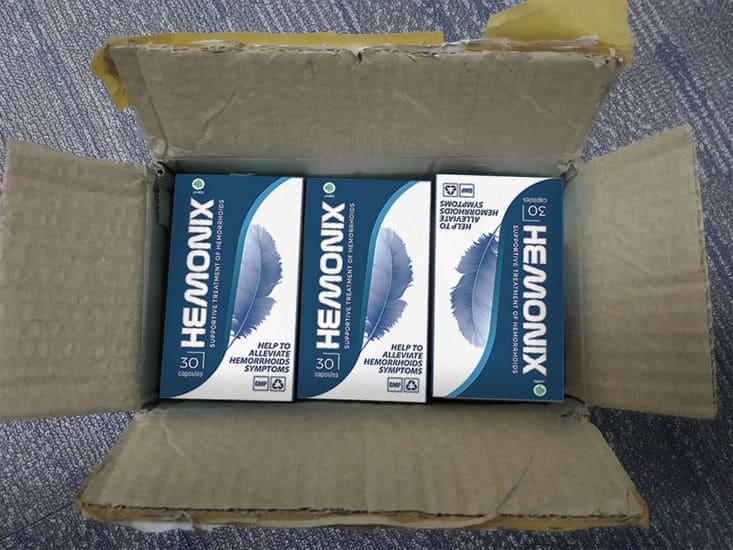 HEMONIX
SUPPORTIVE TREATMENT OF HEMORRHOIDS
30
capsules
HELP TO
ALLEVIATE
HEMORRHOIDS
SYMPTOMS
GMP
HEMONIX
SUPPORTIVE TREATMENT OF HEMORRHOIDS
30
capsules
HELP TO
ALLEVIATE
HEMORRHOIDS
SYMPTOMS
GMP
HEMONIX
SUPPORTIVE TREATMENT OF HEMORRHOIDS
30
capsules
HELP TO
ALLEVIATE
HEMORRHOIDS
SYMPTOMS
GMP